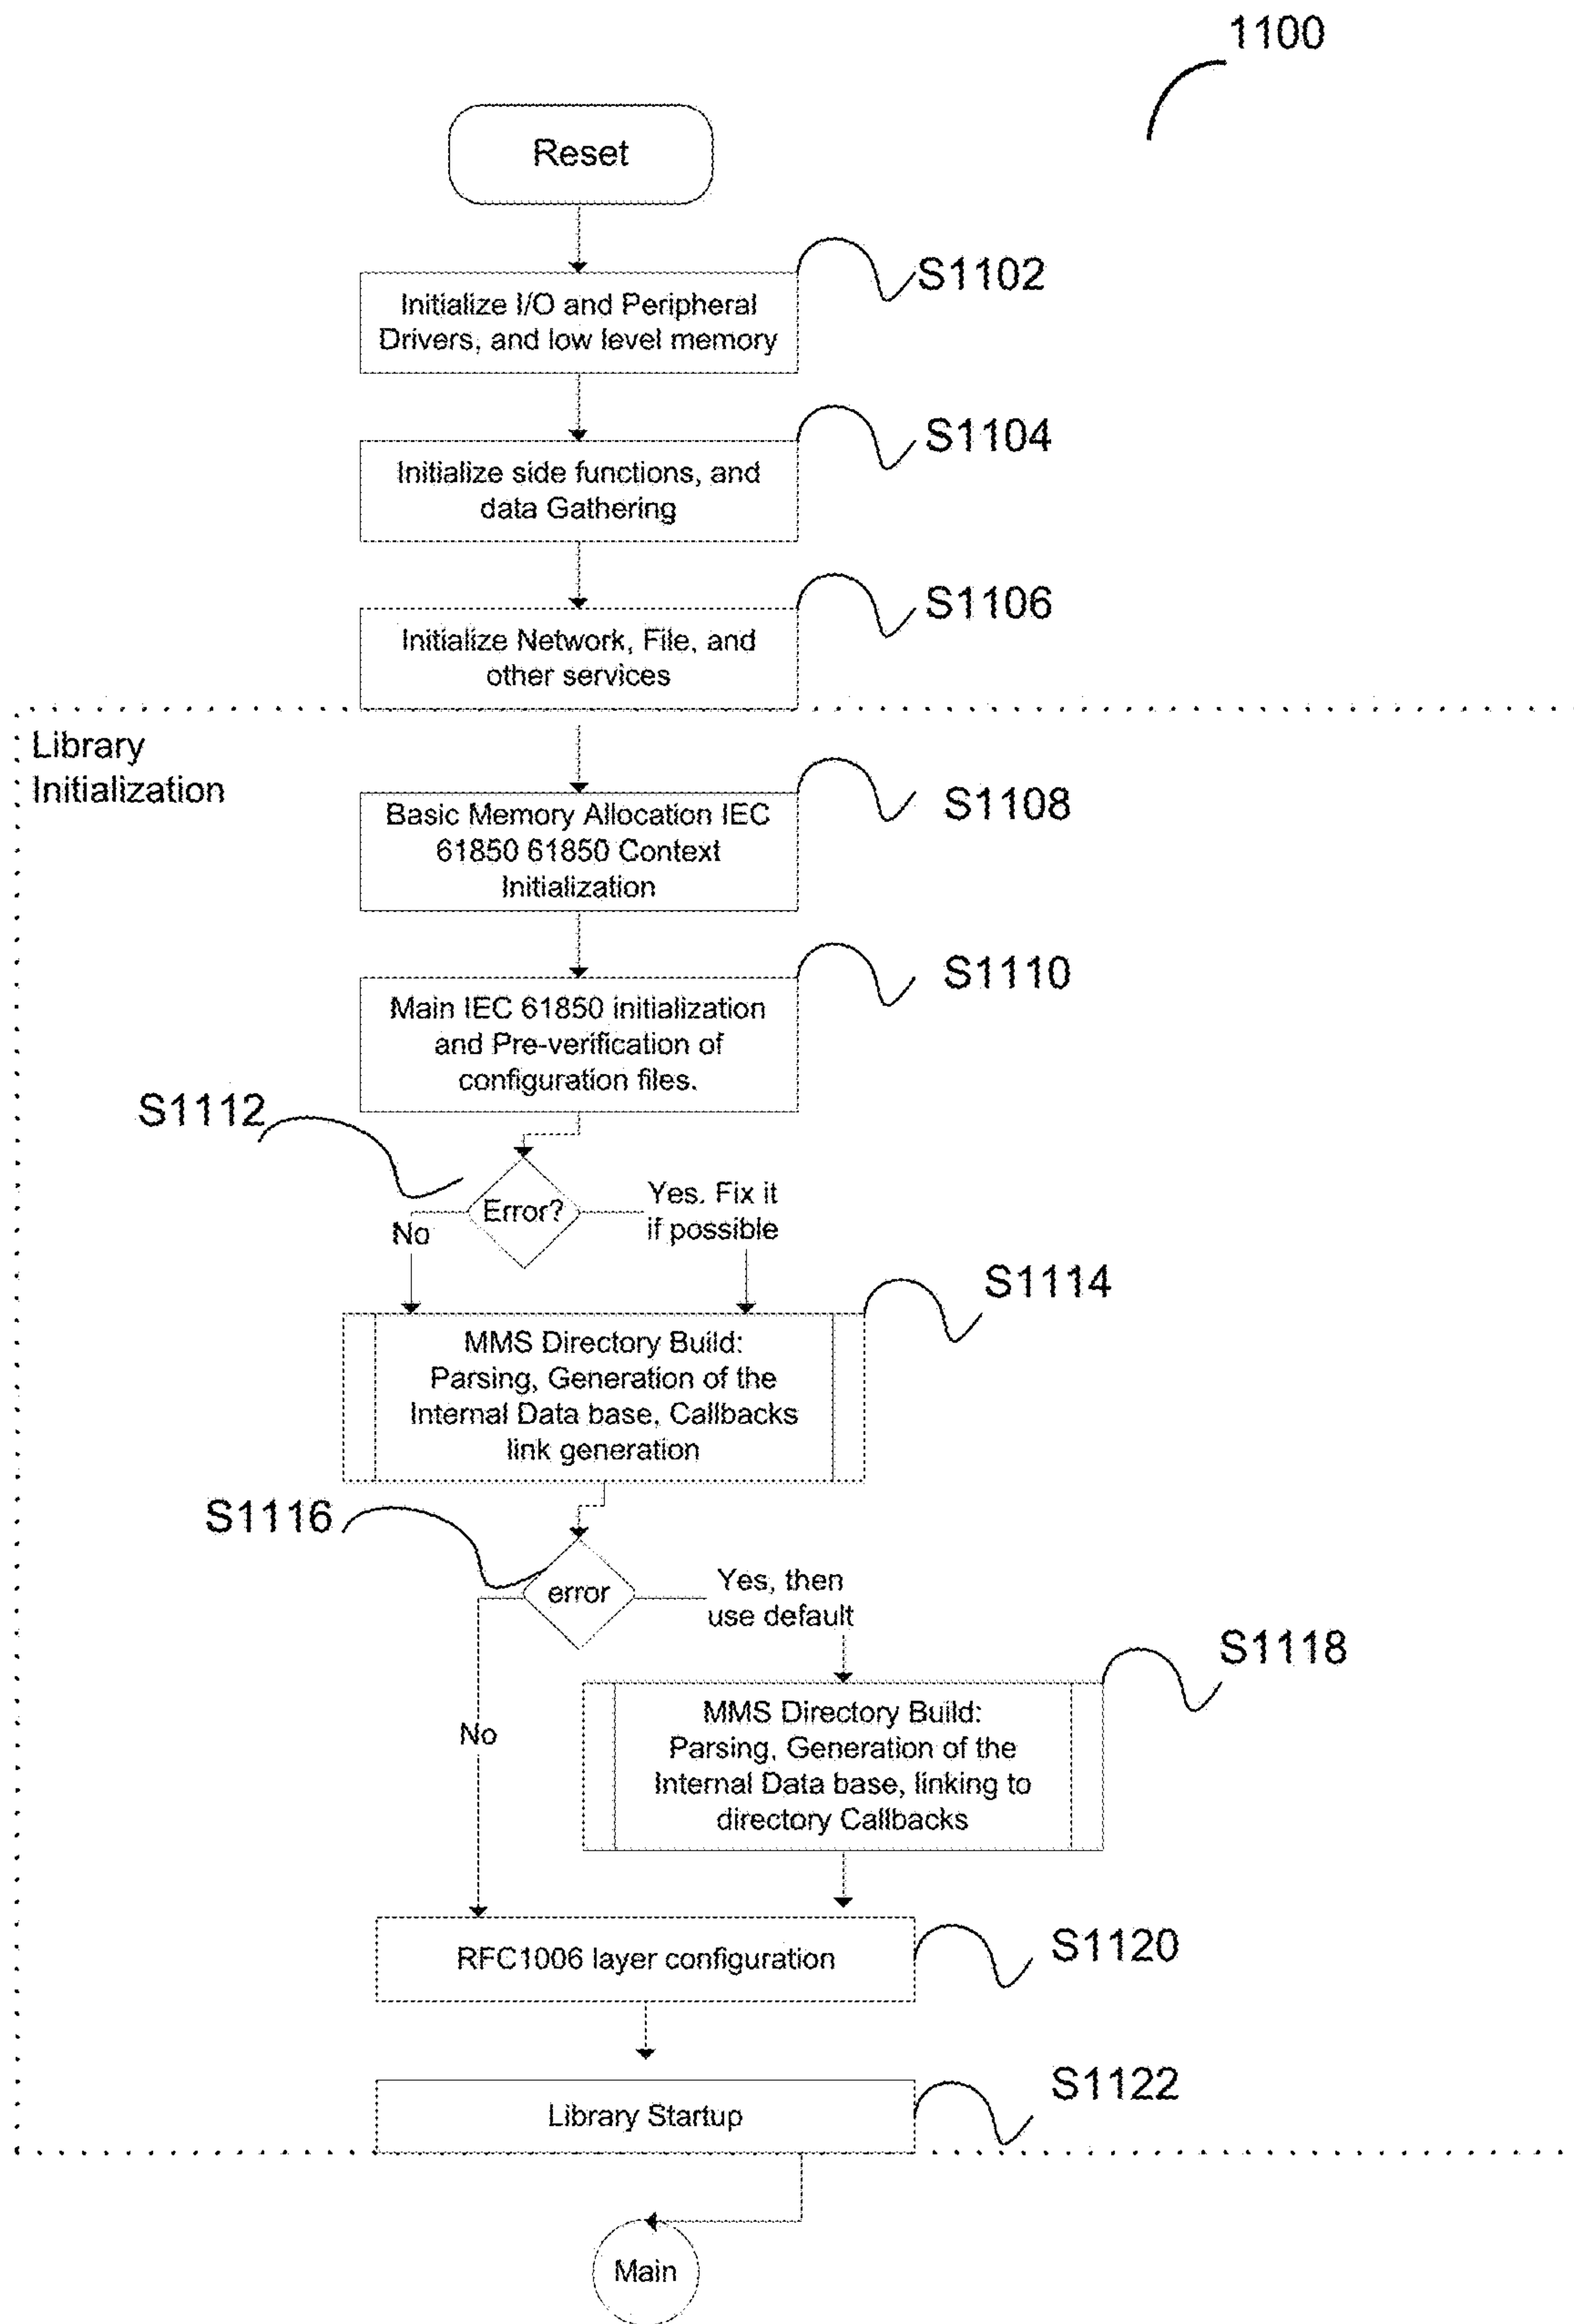 1100
Reset
S1102
Initialize I/O and Peripheral
Drivers, and low level memory
S1104
Initialize side functions, and
data Gathering
S1106
Initialize Network, File, and
other services
Library
Initialization
S1108
Basic Memory Allocation IEC
61850 61850 Context
Initialization
S1110
Main IEC 61850 initialization
and Pre-verification of
configuration files.
S1112
Error?
Yes. Fix it
if possible
No
S1114
MMS Directory Build:
Parsing, Generation of the
Internal Data base, Callbacks
link generation
S1116
error
Yes, then
use default
S1118
No
MMS Directory Build:
Parsing, Generation of the
Internal Data base, linking to
directory Callbacks
S1120
RFC1006 layer configuration
S1122
Library Startup
Main